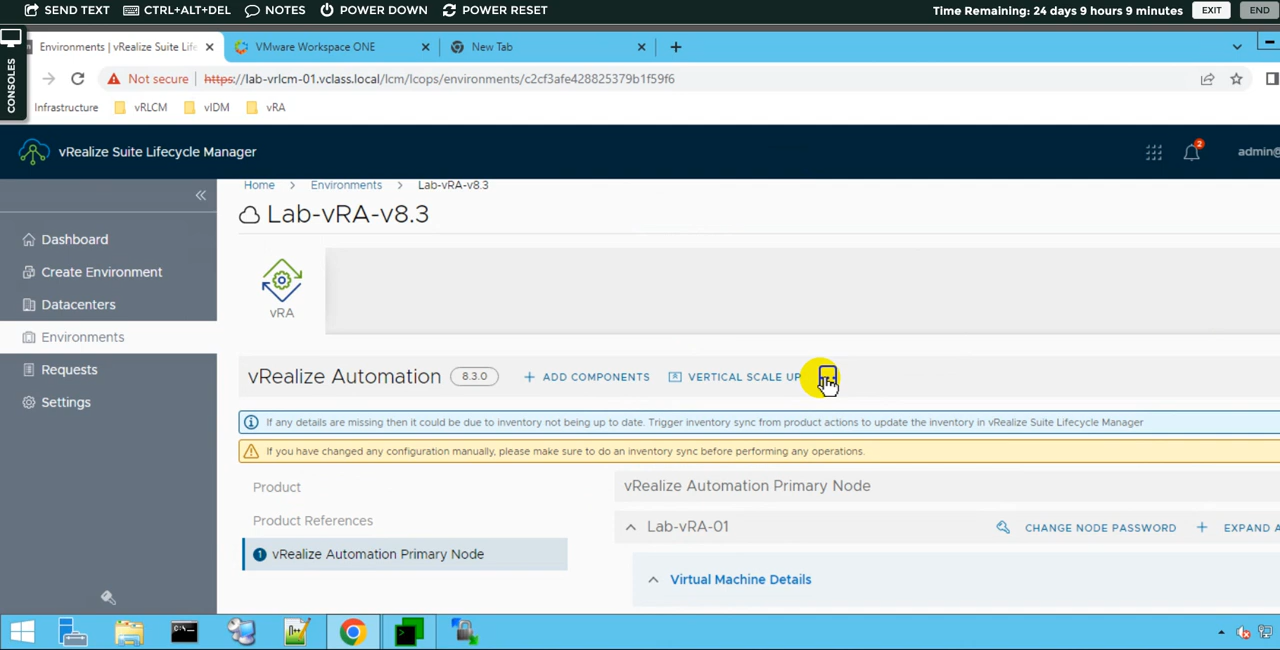 SEND TEXT CTRL+ALT+DEL NOTES POWER DOWN POWER RESET Time Remaining: 24 days 9 hours 9 minutes EXIT END
CONSOLES
Environments | vRealize Suite Life VMware Workspace ONE New Tab
Not secure https://lab-vrlcm-01.vclass.local/lcm/lcops/environments/c2cf3afe428825379b1f59f6
Infrastructure vRLCM vIDM vRA
vRealize Suite Lifecycle Manager 2 admin@
Home > Environments > Lab-vRA-v8.3
Lab-vRA-v8.3
Dashboard
Create Environment
Datacenters
Environments
Requests
Settings
vRA
vRealize Automation 8.3.0 + ADD COMPONENTS VERTICAL SCALE UP
If any details are missing then it could be due to inventory not being up to date. Trigger inventory sync from product actions to update the inventory in vRealize Suite Lifecycle Manager
If you have changed any configuration manually, please make sure to do an inventory sync before performing any operations.
Product
Product References
1 vRealize Automation Primary Node
vRealize Automation Primary Node
Lab-vRA-01 CHANGE NODE PASSWORD + EXPAND A
Virtual Machine Details